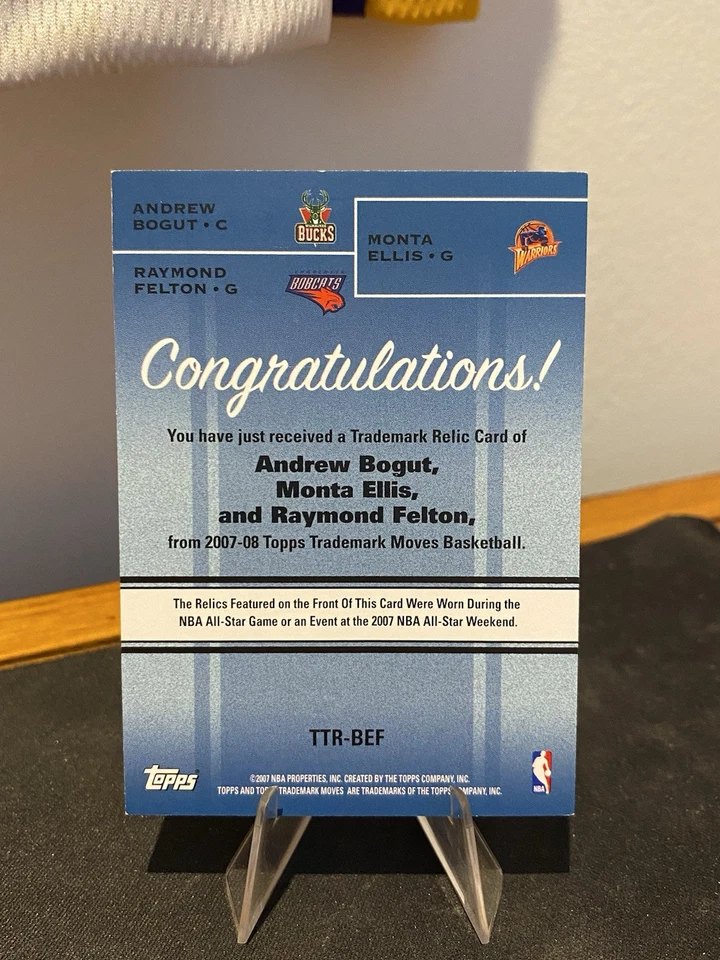 ANDREW
BOGUT • C
BUCKS
MONTA
ELLIS • G
WARRIORS
RAYMOND
FELTON • G
BOBCATS
Congratulations!
You have just received a Trademark Relic Card of
Andrew Bogut,
Monta Ellis,
and Raymond Felton,
from 2007-08 Topps Trademark Moves Basketball.
The Relics Featured on the Front Of This Card Were Worn During the
NBA All-Star Game or an Event at the 2007 NBA All-Star Weekend.
TTR-BEF
topps
©2007 NBA PROPERTIES, INC. CREATED BY THE TOPPS COMPANY, INC.
TOPPS AND TRADEMARK MOVES ARE TRADEMARKS OF THE TOPPS INC.
NBA